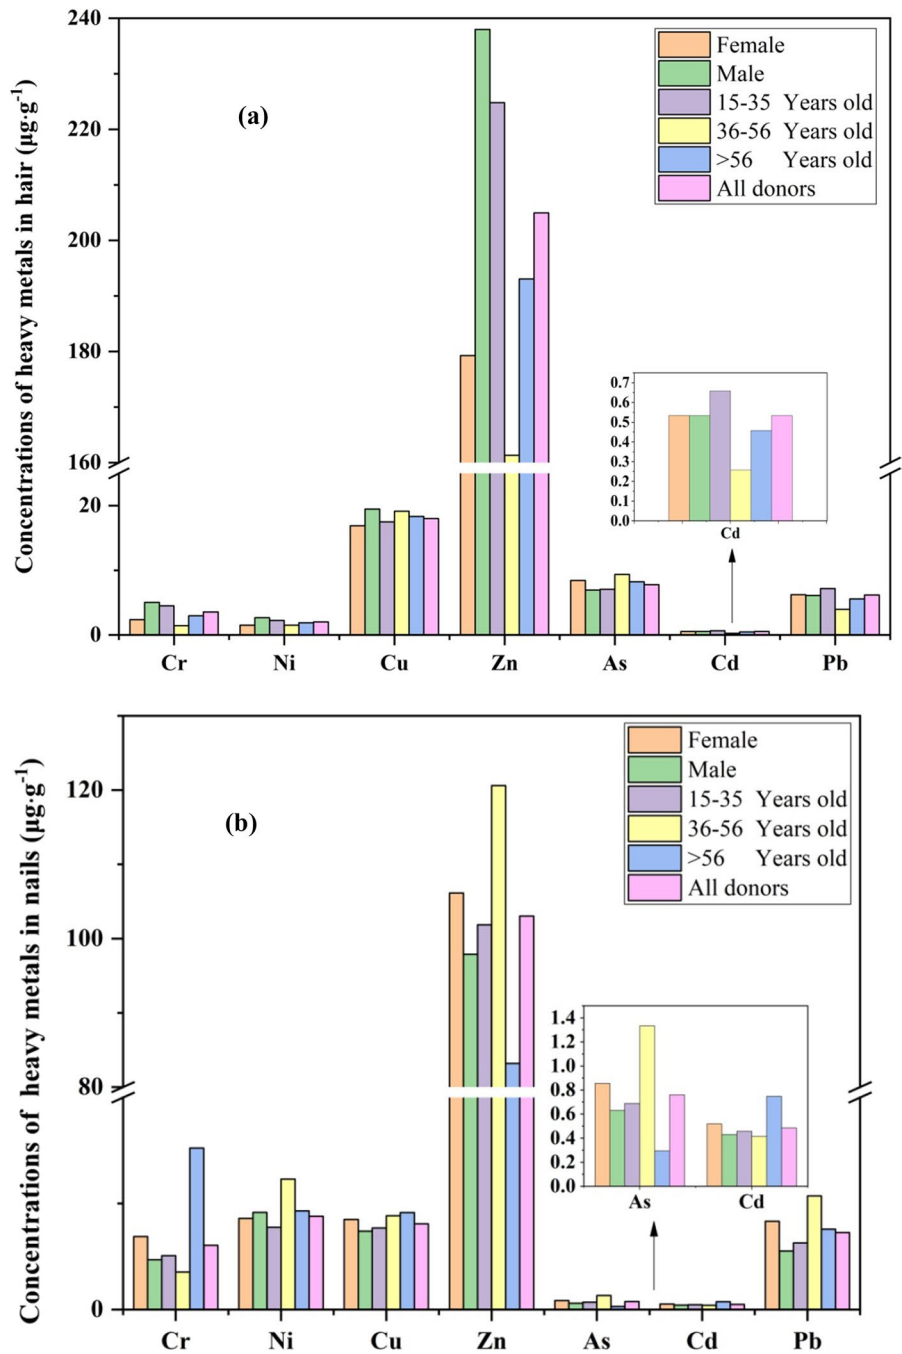 Concentrations of heavy metals in hair (μg·g⁻¹)
240
220
200
180
160
20
0
(a)
Female
Male
15-35 Years old
36-56 Years old
>56 Years old
All donors
0.7
0.6
0.5
0.4
0.3
0.2
0.1
0.0
Cd
Cr Ni Cu Zn As Cd Pb
Concentrations of heavy metals in nails (μg·g⁻¹)
120
100
80
0
(b)
Female
Male
15-35 Years old
36-56 Years old
>56 Years old
All donors
1.4
1.2
1.0
0.8
0.6
0.4
0.2
0.0
As Cd
Cr Ni Cu Zn As Cd Pb